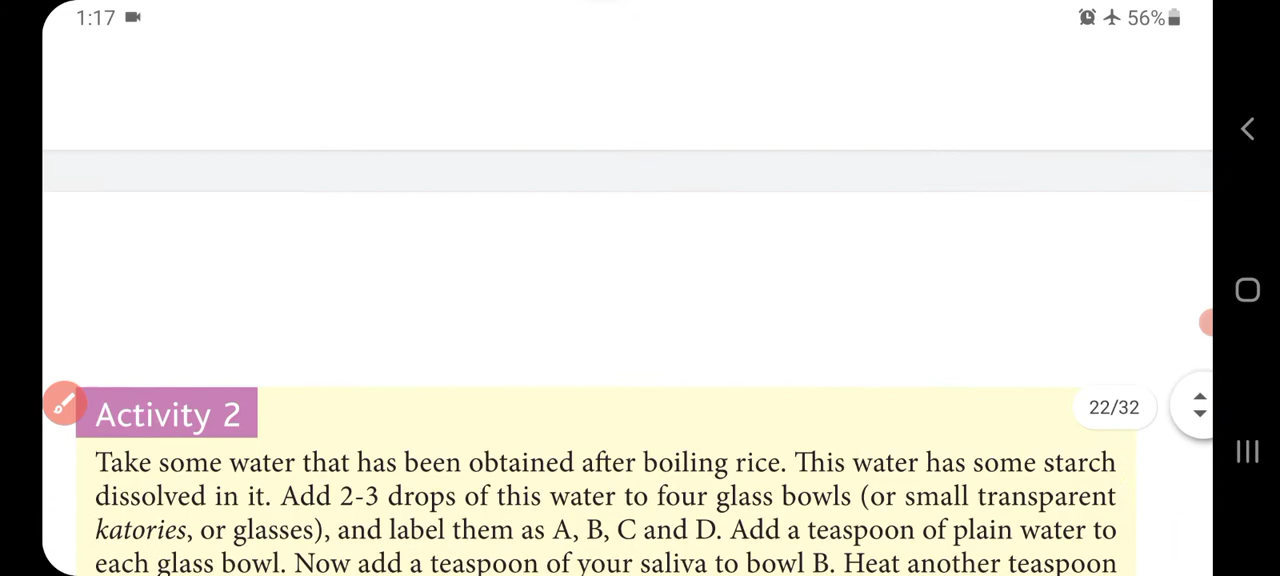 1:17
56%
Activity 2
22/32
Take some water that has been obtained after boiling rice. This water has some starch
dissolved in it. Add 2-3 drops of this water to four glass bowls (or small transparent
katories, or glasses), and label them as A, B, C and D. Add a teaspoon of plain water to
each glass bowl. Now add a teaspoon of your saliva to bowl B. Heat another teaspoon